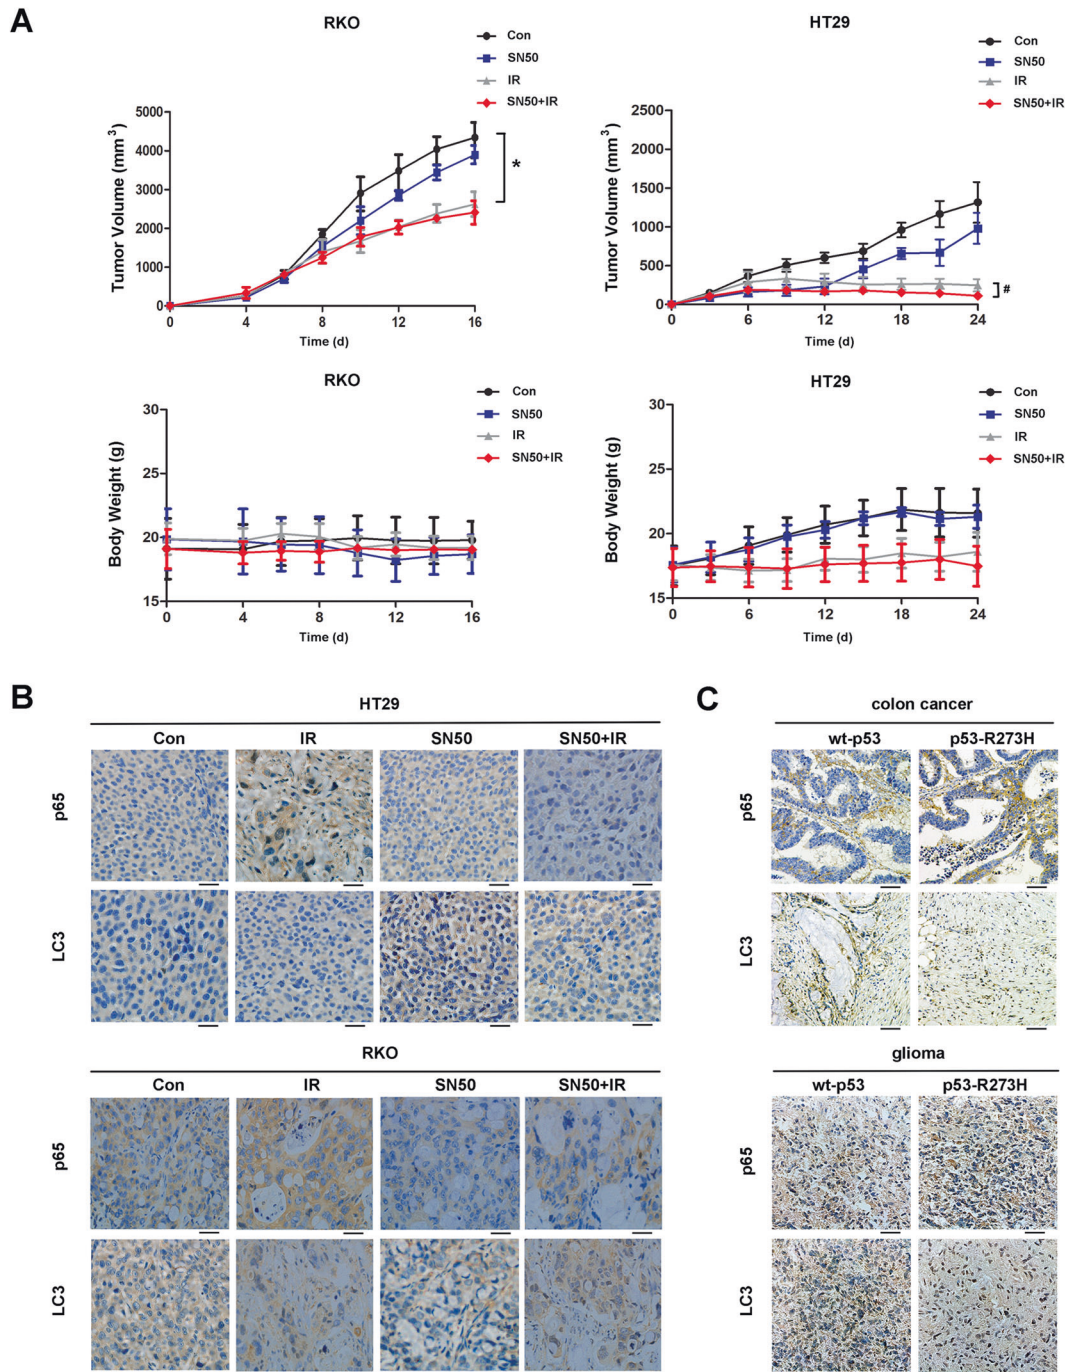 A
RKO
Con
SN50
IR
SN50+IR
Tumor Volume (mm³)
5000
4000
3000
2000
1000
0
*
0 4 8 12 16
Time (d)
HT29
Con
SN50
IR
SN50+IR
Tumor Volume (mm³)
2500
2000
1500
1000
500
0
#
0 6 12 18 24
Time (d)
RKO
Con
SN50
IR
SN50+IR
Body Weight (g)
30
25
20
15
0 4 8 12 16
Time (d)
HT29
Con
SN50
IR
SN50+IR
Body Weight (g)
30
25
20
15
0 6 12 18 24
Time (d)
B
HT29
Con IR SN50 SN50+IR
p65
LC3
RKO
Con IR SN50 SN50+IR
p65
LC3
C
colon cancer
wt-p53 p53-R273H
p65
LC3
glioma
wt-p53 p53-R273H
p65
LC3